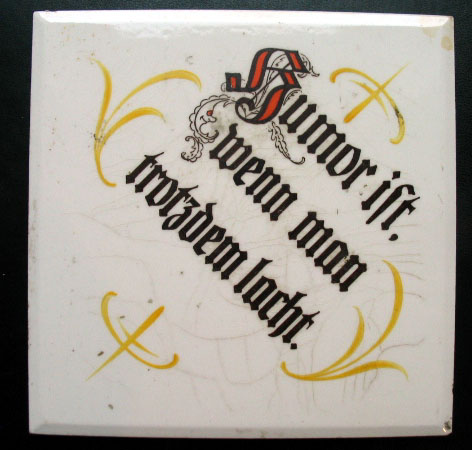 Humor ist,
wenn man
trotzdem lacht.